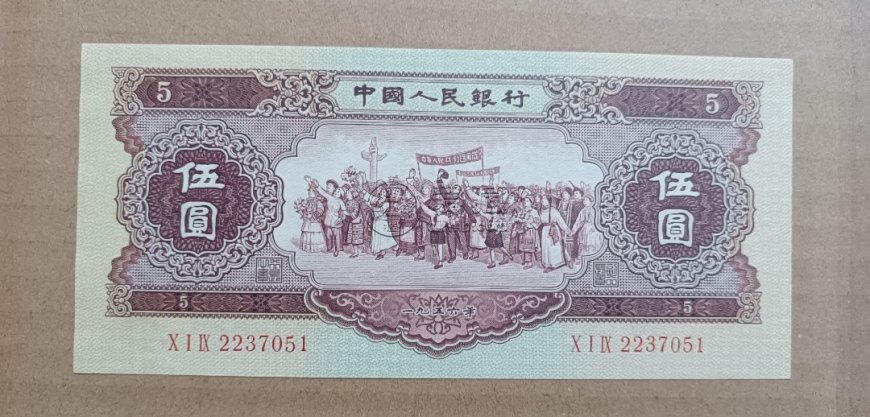 5 中國人民銀行 5
伍圓 伍圓
5 一九五六年 5
X I IX 2237051 X I IX 2237051